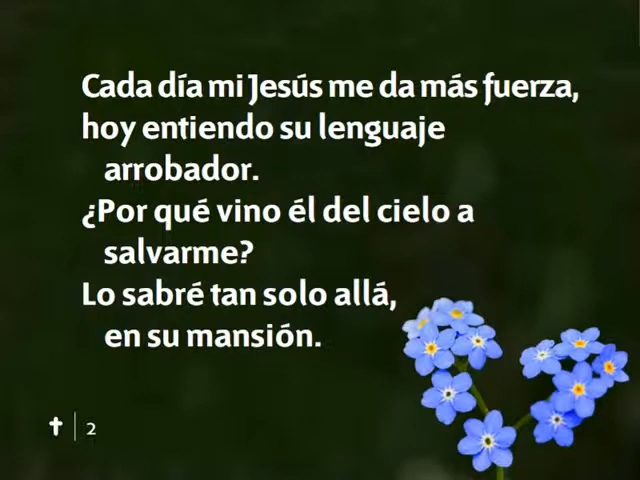 Cada día mi Jesús me da más fuerza,
hoy entiendo su lenguaje
arrobador.
¿Por qué vino él del cielo a
salvarme?
Lo sabré tan solo allá,
en su mansión.
2